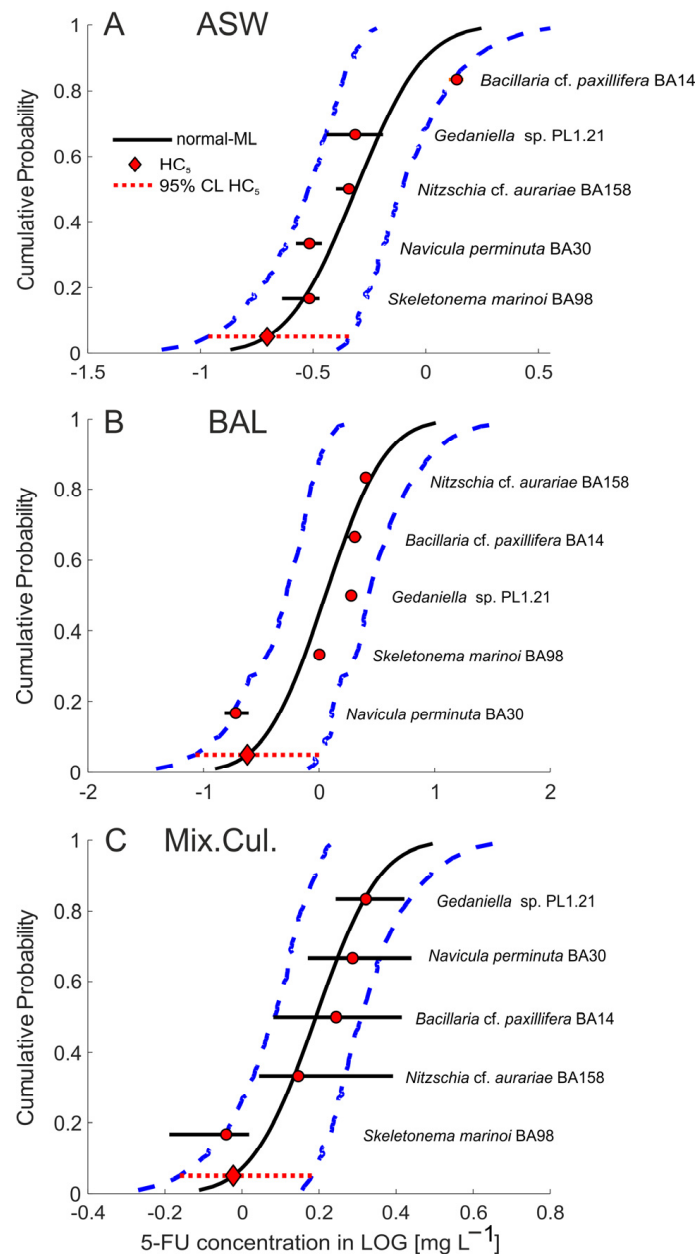 A ASW
1
0.8
0.6
0.4
0.2
0
Cumulative Probability
normal-ML
HC₅
95% CL HC₅
Bacillaria cf. paxillifera BA14
Gedaniella sp. PL1.21
Nitzschia cf. aurariae BA158
Navicula perminuta BA30
Skeletonema marinoi BA98
-1.5 -1 -0.5 0 0.5
B BAL
1
0.8
0.6
0.4
0.2
0
Cumulative Probability
Nitzschia cf. aurariae BA158
Bacillaria cf. paxillifera BA14
Gedaniella sp. PL1.21
Skeletonema marinoi BA98
Navicula perminuta BA30
-2 -1 0 1 2
C Mix.Cul.
1
0.8
0.6
0.4
0.2
0
Cumulative Probability
Gedaniella sp. PL1.21
Navicula perminuta BA30
Bacillaria cf. paxillifera BA14
Nitzschia cf. aurariae BA158
Skeletonema marinoi BA98
-0.4 -0.2 0 0.2 0.4 0.6 0.8
5-FU concentration in LOG [mg L⁻¹]